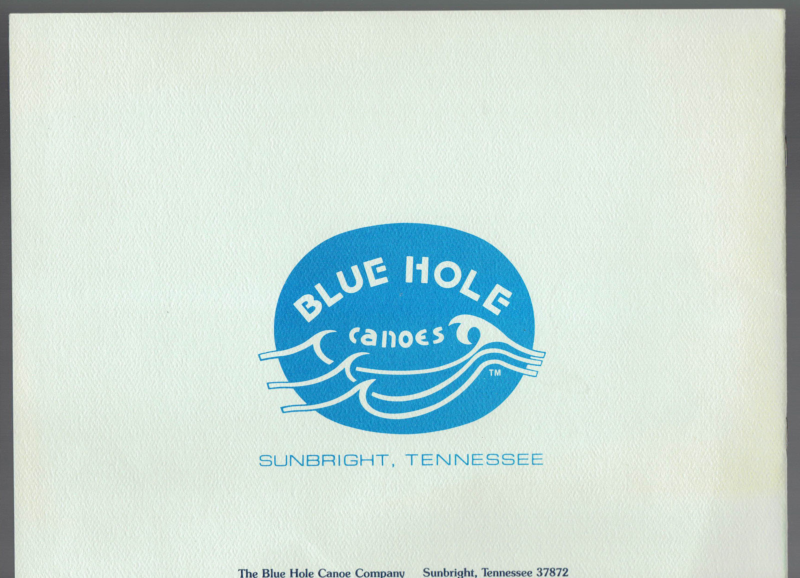 BLUE HOLE
canoes
TM
SUNBRIGHT, TENNESSEE
The Blue Hole Canoe Company Sunbright, Tennessee 37872